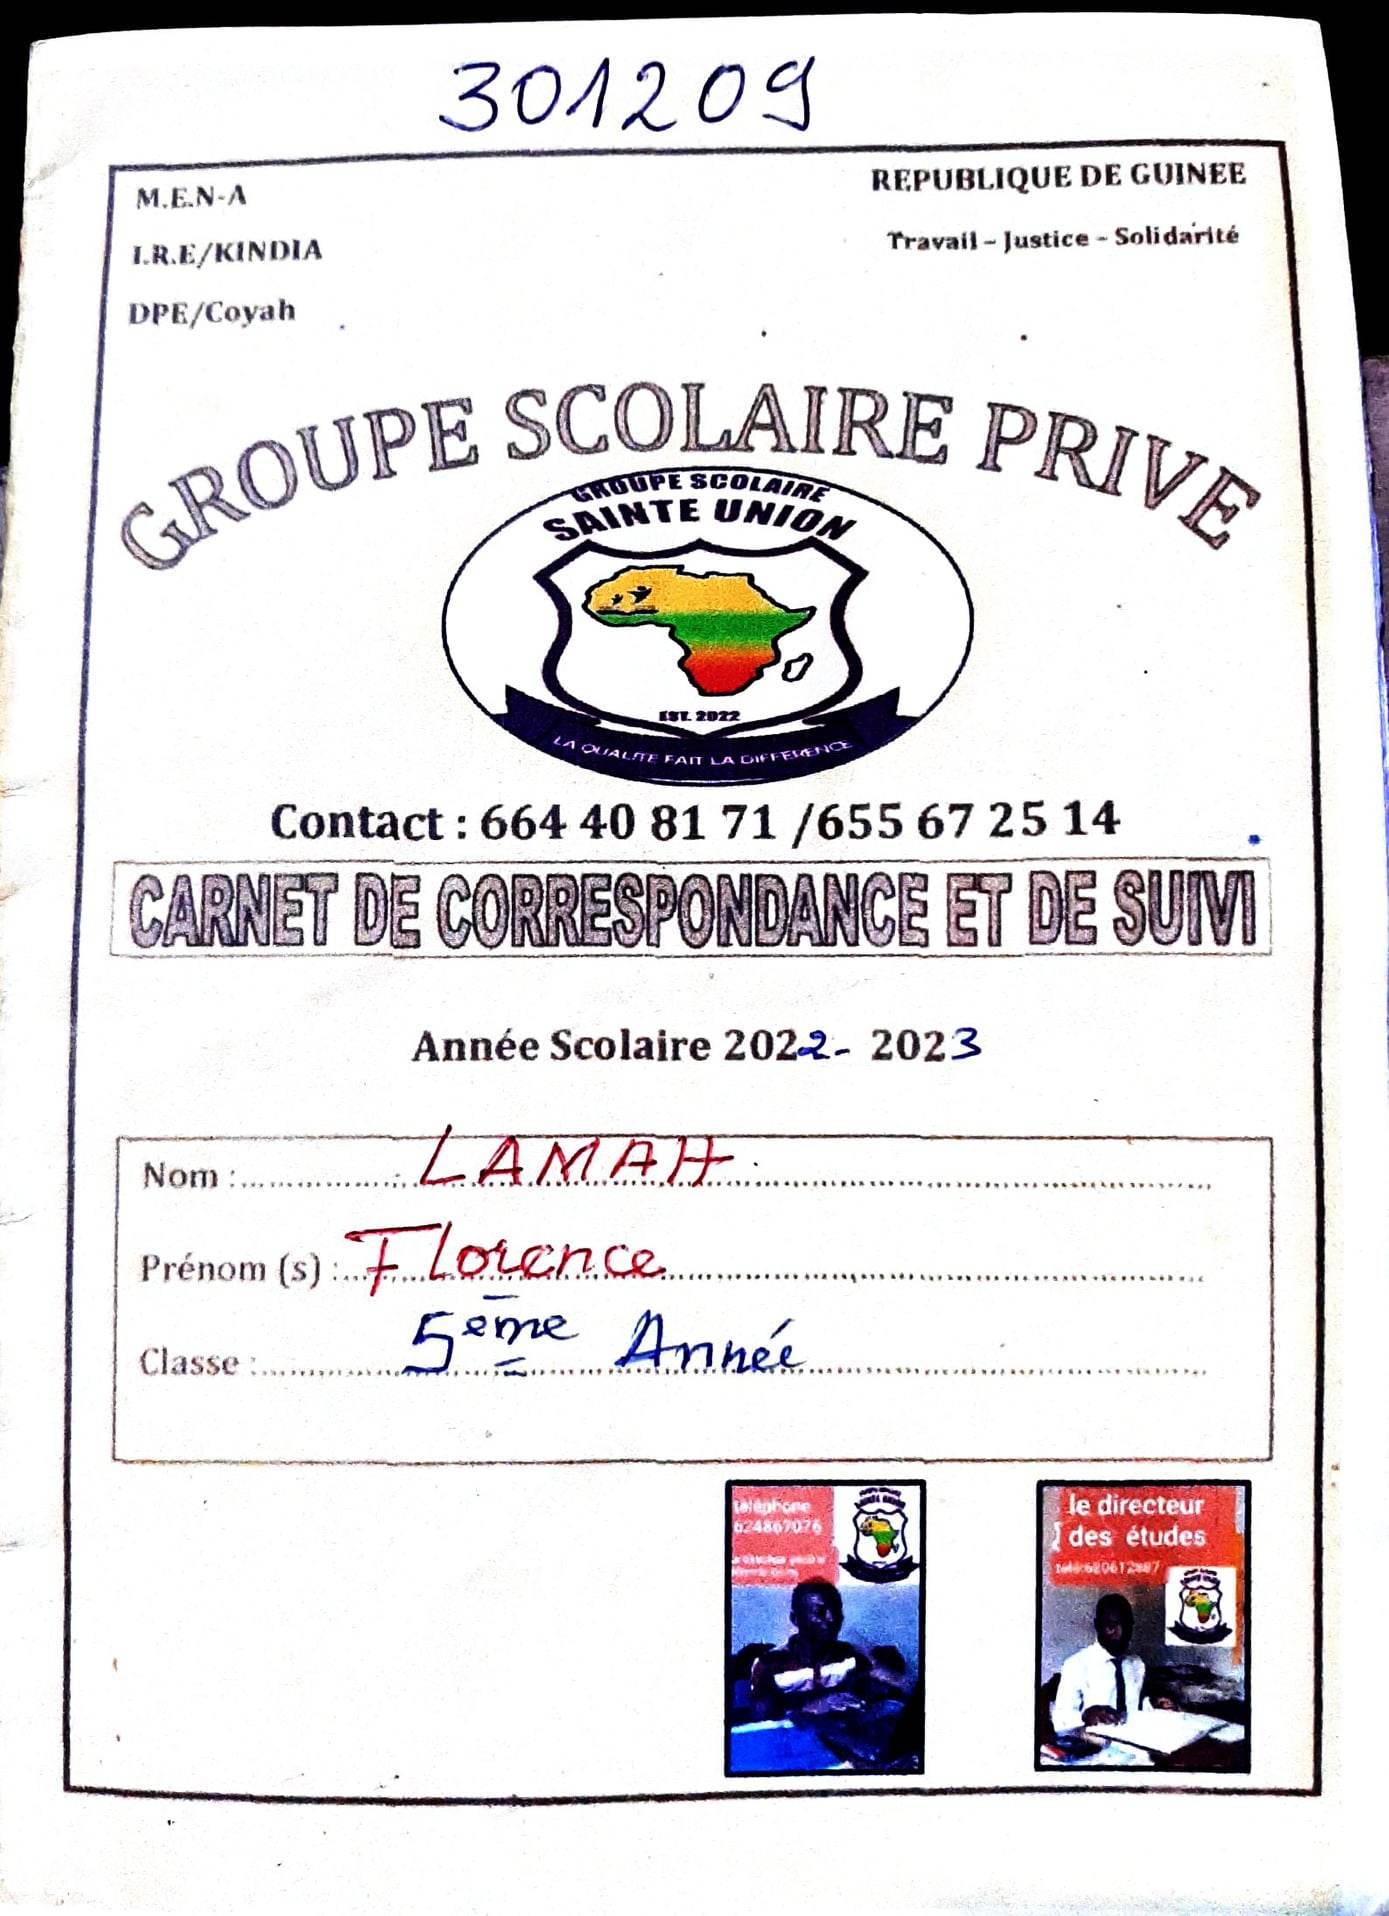 301209
M.E.N-A
REPUBLIQUE DE GUINEE
I.R.E/KINDIA
Travail – Justice – Solidarité
DPE/Coyah
GROUPE SCOLAIRE PRIVE
GROUPE SCOLAIRE
SAINTE UNION
EST. 2022
LA QUALITE FAIT LA DIFFERENCE
Contact : 664 40 81 71 /655 67 25 14
CARNET DE CORRESPONDANCE ET DE SUIVI
Année Scolaire 2022- 2023
Nom : LAMAH
Prénom (s) : Florence
Classe : 5ème Année
téléphone
624867076
le directeur
des études